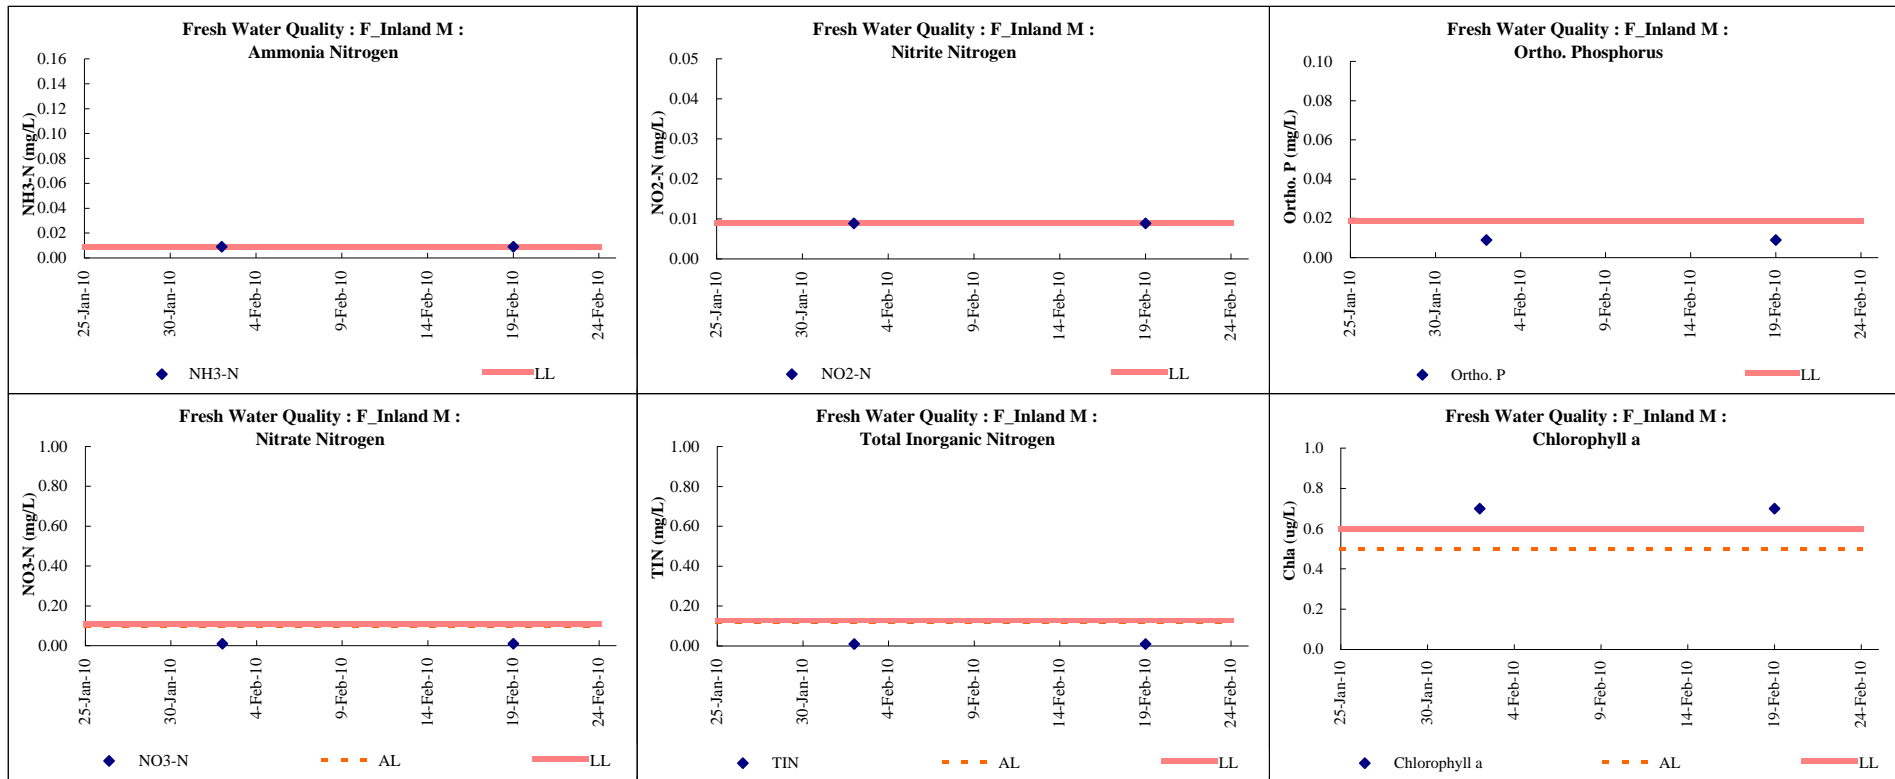 Fresh Water Quality : F_Inland M :
Ammonia Nitrogen
0.16
0.14
0.12
0.10
0.08
0.06
0.04
0.02
0.00
NH3-N (mg/L)
25-Jan-10
30-Jan-10
4-Feb-10
9-Feb-10
14-Feb-10
19-Feb-10
24-Feb-10
NH3-N
LL
Fresh Water Quality : F_Inland M :
Nitrite Nitrogen
0.05
0.04
0.03
0.02
0.01
0.00
NO2-N (mg/L)
25-Jan-10
30-Jan-10
4-Feb-10
9-Feb-10
14-Feb-10
19-Feb-10
24-Feb-10
NO2-N
LL
Fresh Water Quality : F_Inland M :
Ortho. Phosphorus
0.10
0.08
0.06
0.04
0.02
0.00
Ortho. P (mg/L)
25-Jan-10
30-Jan-10
4-Feb-10
9-Feb-10
14-Feb-10
19-Feb-10
24-Feb-10
Ortho. P
LL
Fresh Water Quality : F_Inland M :
Nitrate Nitrogen
1.00
0.80
0.60
0.40
0.20
0.00
NO3-N (mg/L)
25-Jan-10
30-Jan-10
4-Feb-10
9-Feb-10
14-Feb-10
19-Feb-10
24-Feb-10
NO3-N
AL
LL
Fresh Water Quality : F_Inland M :
Total Inorganic Nitrogen
1.00
0.80
0.60
0.40
0.20
0.00
TIN (mg/L)
25-Jan-10
30-Jan-10
4-Feb-10
9-Feb-10
14-Feb-10
19-Feb-10
24-Feb-10
TIN
AL
LL
Fresh Water Quality : F_Inland M :
Chlorophyll a
1.0
0.8
0.6
0.4
0.2
0.0
Chla (ug/L)
25-Jan-10
30-Jan-10
4-Feb-10
9-Feb-10
14-Feb-10
19-Feb-10
24-Feb-10
Chlorophyll a
AL
LL